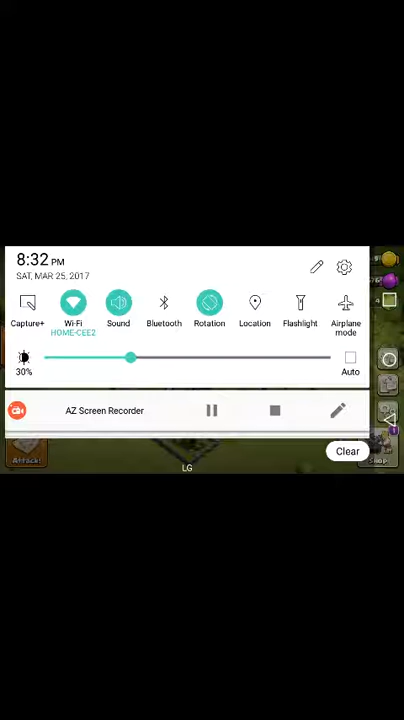 8:32 PM
SAT, MAR 25, 2017
Capture+ Wi-Fi Sound Bluetooth Rotation Location Flashlight Airplane mode
HOME-CEE2
30% Auto
AZ Screen Recorder
Clear
Attack! Shop
LG